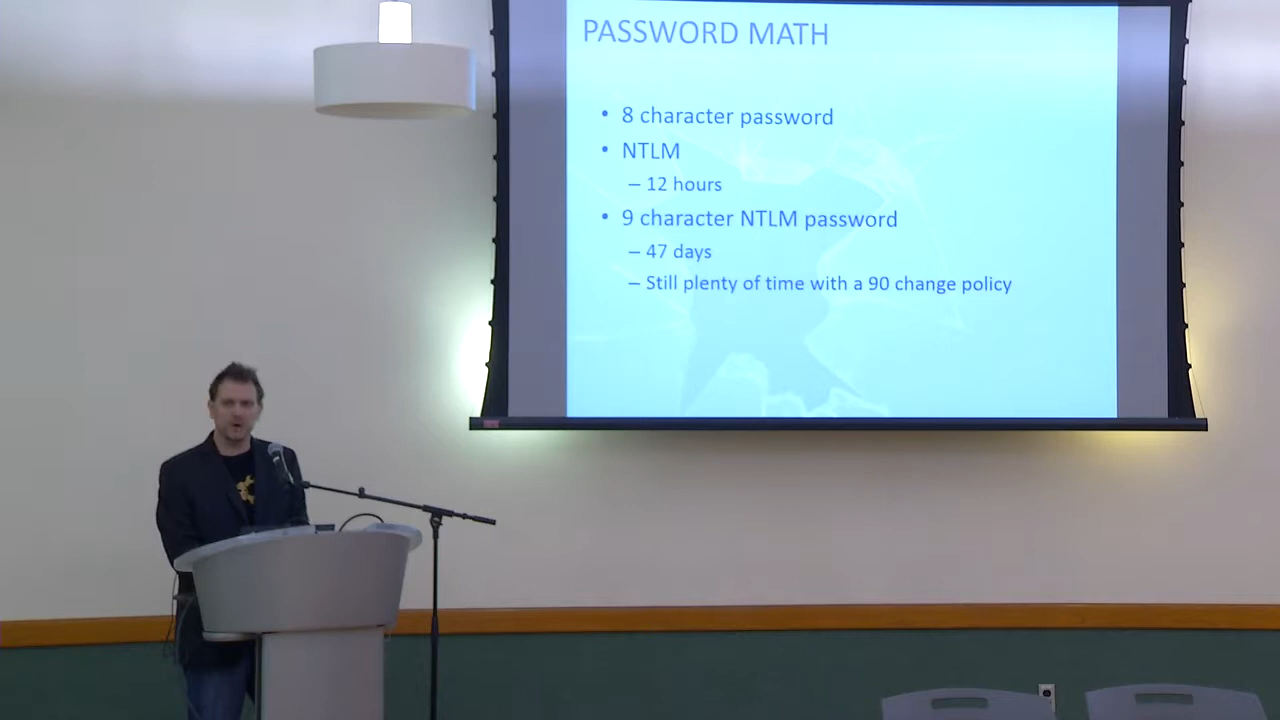 PASSWORD MATH
• 8 character password
• NTLM
– 12 hours
• 9 character NTLM password
– 47 days
– Still plenty of time with a 90 change policy